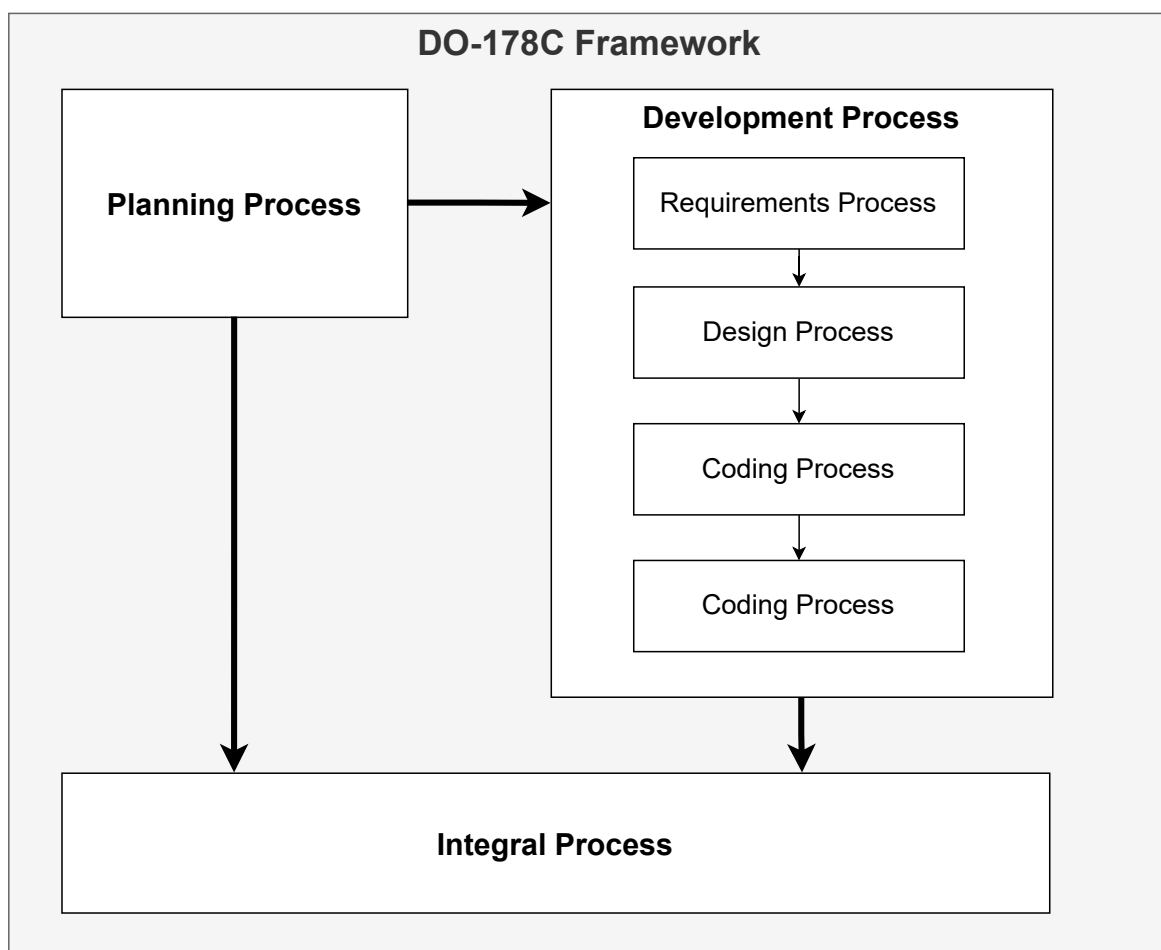 DO-178C Framework
Planning Process
Development Process
Requirements Process
Design Process
Coding Process
Coding Process
Integral Process